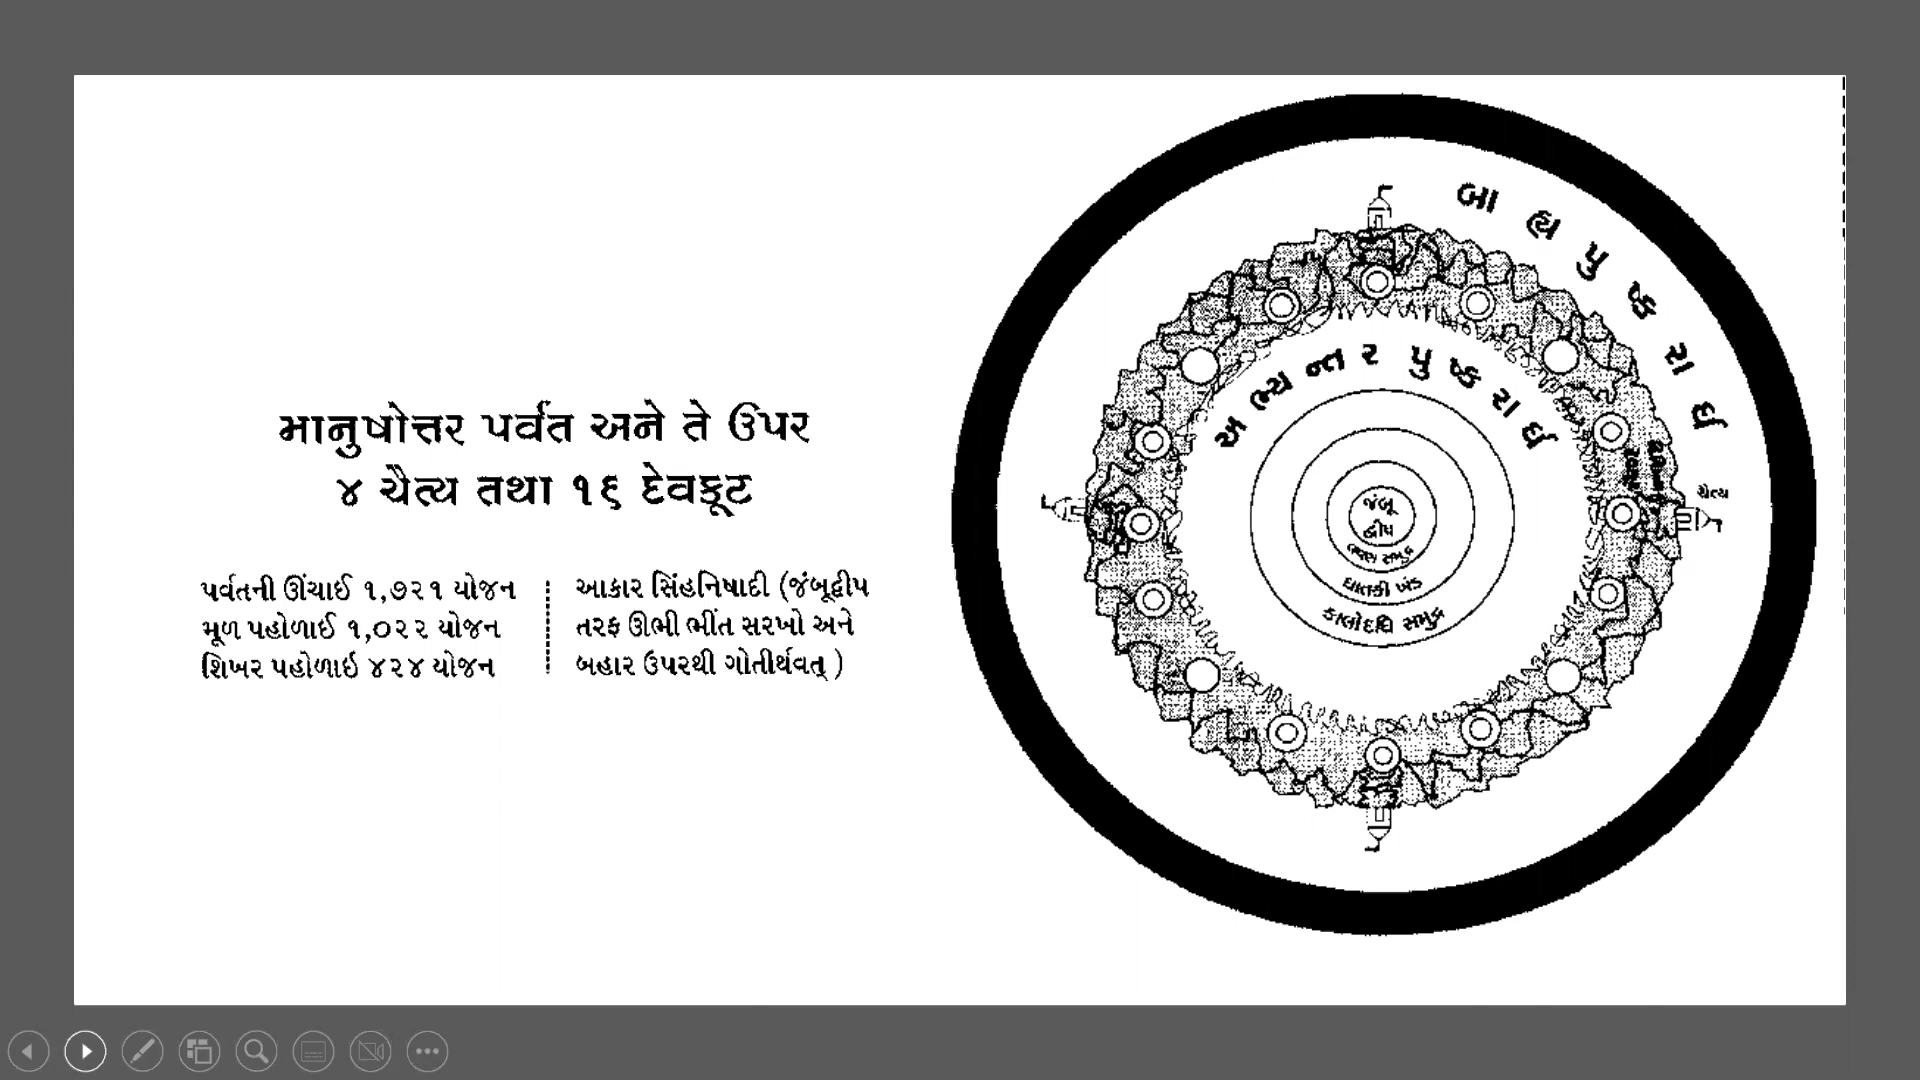 માનુષોત્તર પર્વત અને તે ઉપર
૪ ચૈત્ય તથા ૧૬ દેવકૂટ
પર્વતની ઊંચાઈ ૧,૭૨૧ યોજન
મૂળ પહોળાઈ ૧,૦૨૨ યોજન
શિખર પહોળાઈ ૪૨૪ યોજન
આકાર સિંહનિષાદી (જંબૂદ્વીપ
તરફ ઊભી ભીંત સરખો અને
બહાર ઉપરથી ગોતીર્થવત્ )
બાહ્ય પુષ્કરાર્ધ
અભ્યન્તર પુષ્કરાર્ધ
ચૈત્ય
જંબૂ
દ્વીપ
લવણ સમુદ્ર
ઘાતકી ખંડ
કાલોદધિ સમુદ્ર